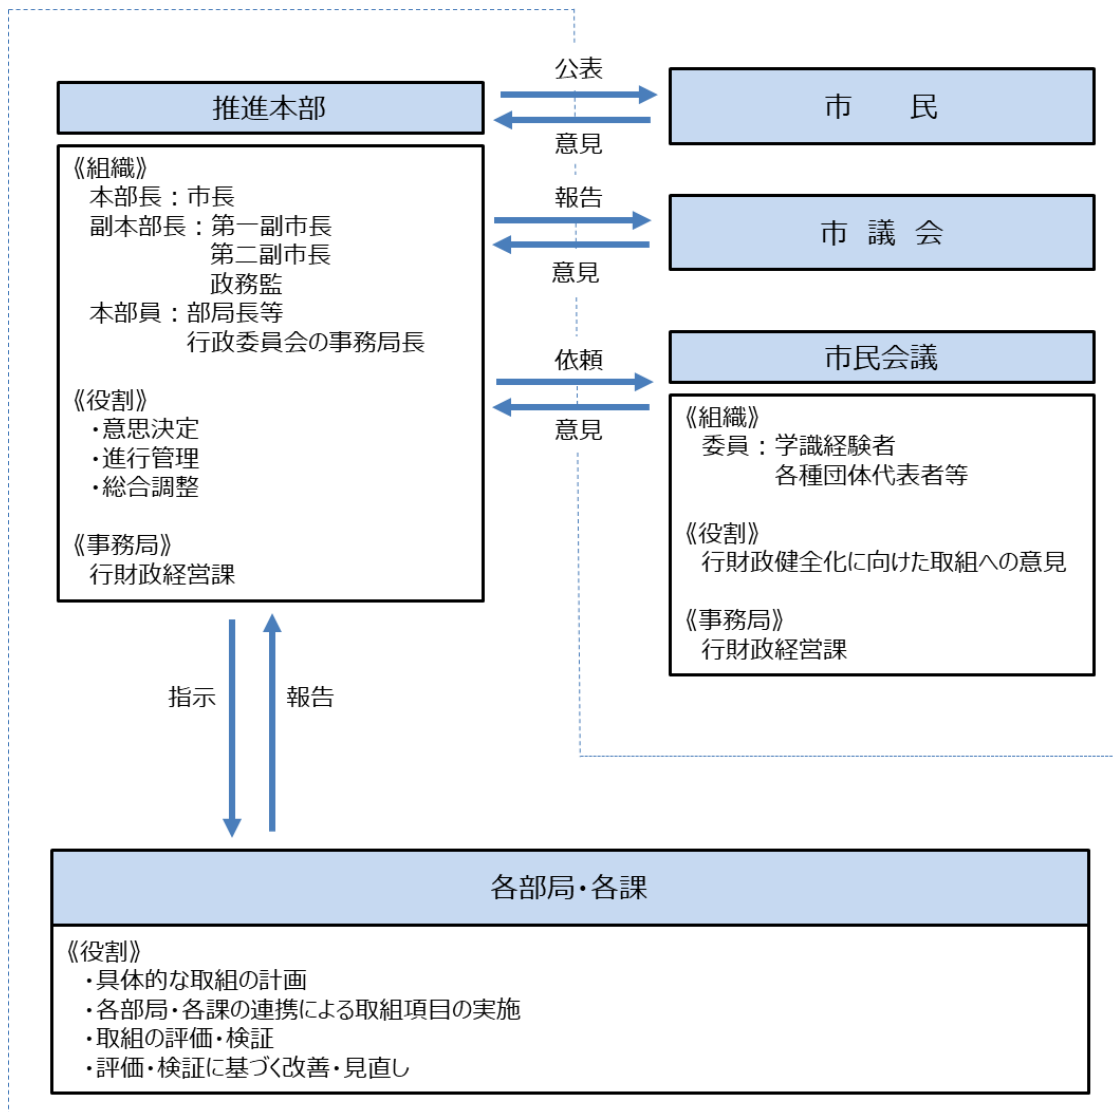 推進本部
《組織》
本部長：市長
副本部長：第一副市長
第二副市長
政務監
本部員：部局長等
行政委員会の事務局長
《役割》
・意思決定
・進行管理
・総合調整
《事務局》
行財政経営課
公表
意見
市　　民
報告
意見
市　議　会
依頼
意見
市民会議
《組織》
委員：学識経験者
各種団体代表者等
《役割》
行財政健全化に向けた取組への意見
《事務局》
行財政経営課
指示
報告
各部局・各課
《役割》
・具体的な取組の計画
・各部局・各課の連携による取組項目の実施
・取組の評価・検証
・評価・検証に基づく改善・見直し